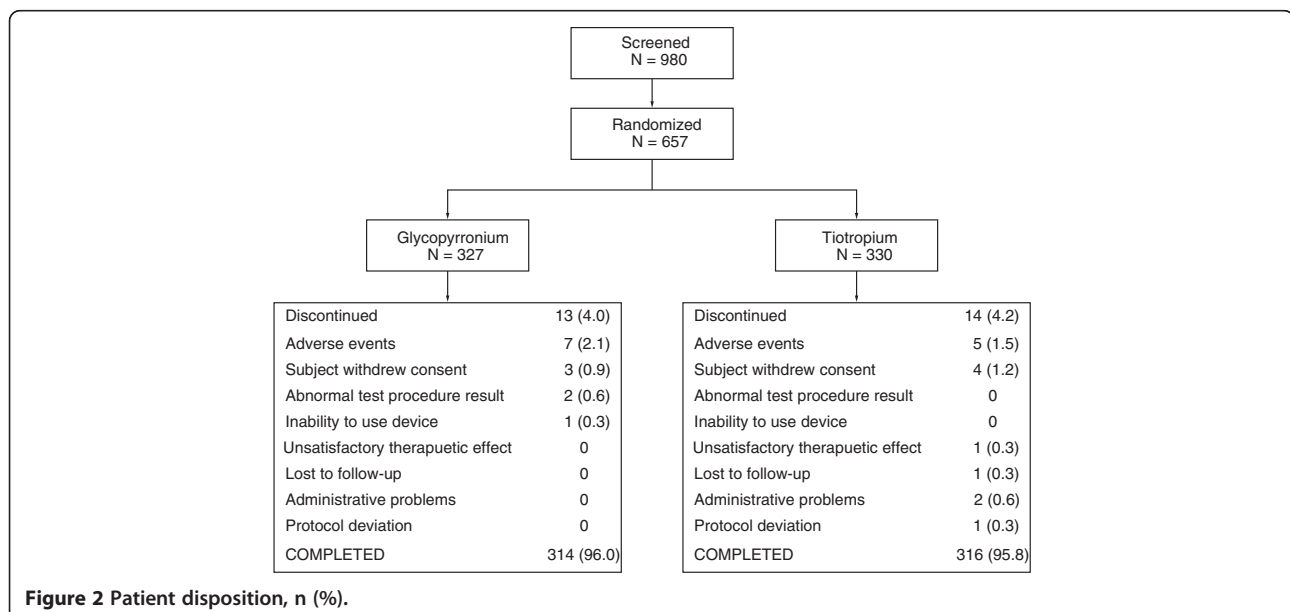 Screened
N = 980
Randomized
N = 657
Glycopyrronium
N = 327
Tiotropium
N = 330
Discontinued 13 (4.0)
Adverse events 7 (2.1)
Subject withdrew consent 3 (0.9)
Abnormal test procedure result 2 (0.6)
Inability to use device 1 (0.3)
Unsatisfactory therapuetic effect 0
Lost to follow-up 0
Administrative problems 0
Protocol deviation 0
COMPLETED 314 (96.0)
Discontinued 14 (4.2)
Adverse events 5 (1.5)
Subject withdrew consent 4 (1.2)
Abnormal test procedure result 0
Inability to use device 0
Unsatisfactory therapuetic effect 1 (0.3)
Lost to follow-up 1 (0.3)
Administrative problems 2 (0.6)
Protocol deviation 1 (0.3)
COMPLETED 316 (95.8)
Figure 2 Patient disposition, n (%).